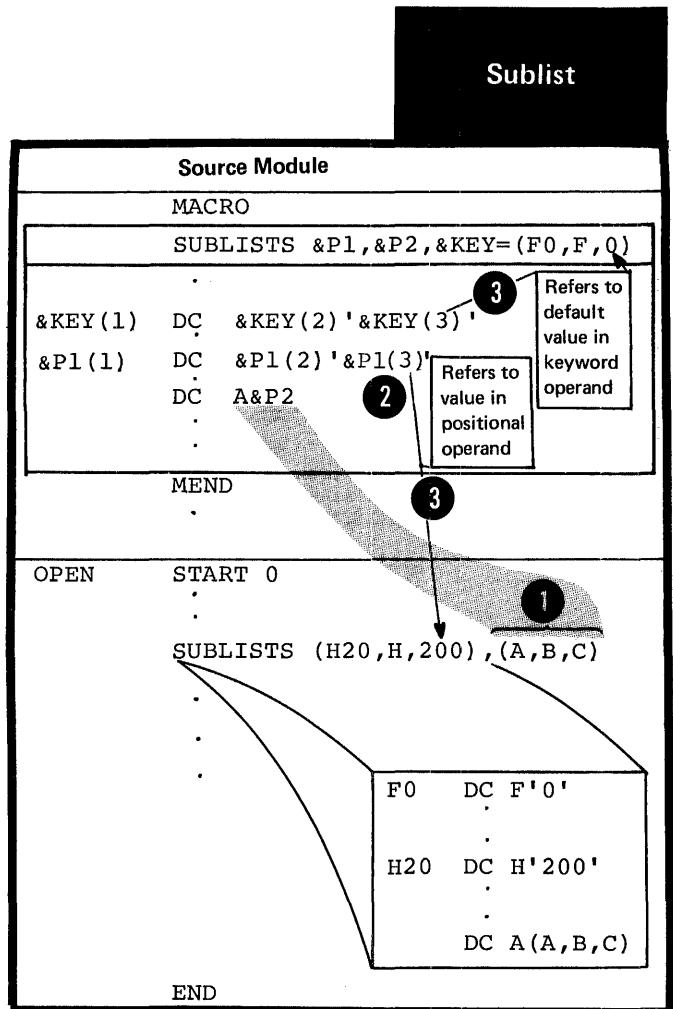 Sublist
Source Module
MACRO
SUBLISTS &P1,&P2,&KEY=(F0,F,0)
.
3
Refers to
default
value in
keyword
operand
&KEY(1) DC &KEY(2)'&KEY(3)'
.
&P1(1) DC &P1(2)'&P1(3)'
Refers to
value in
positional
operand
2
DC A&P2
.
.
MEND
3
.
OPEN START 0
.
.
1
SUBLISTS (H20,H,200),(A,B,C)
.
.
.
F0 DC F'0'
.
.
H20 DC H'200'
.
.
DC A(A,B,C)
END